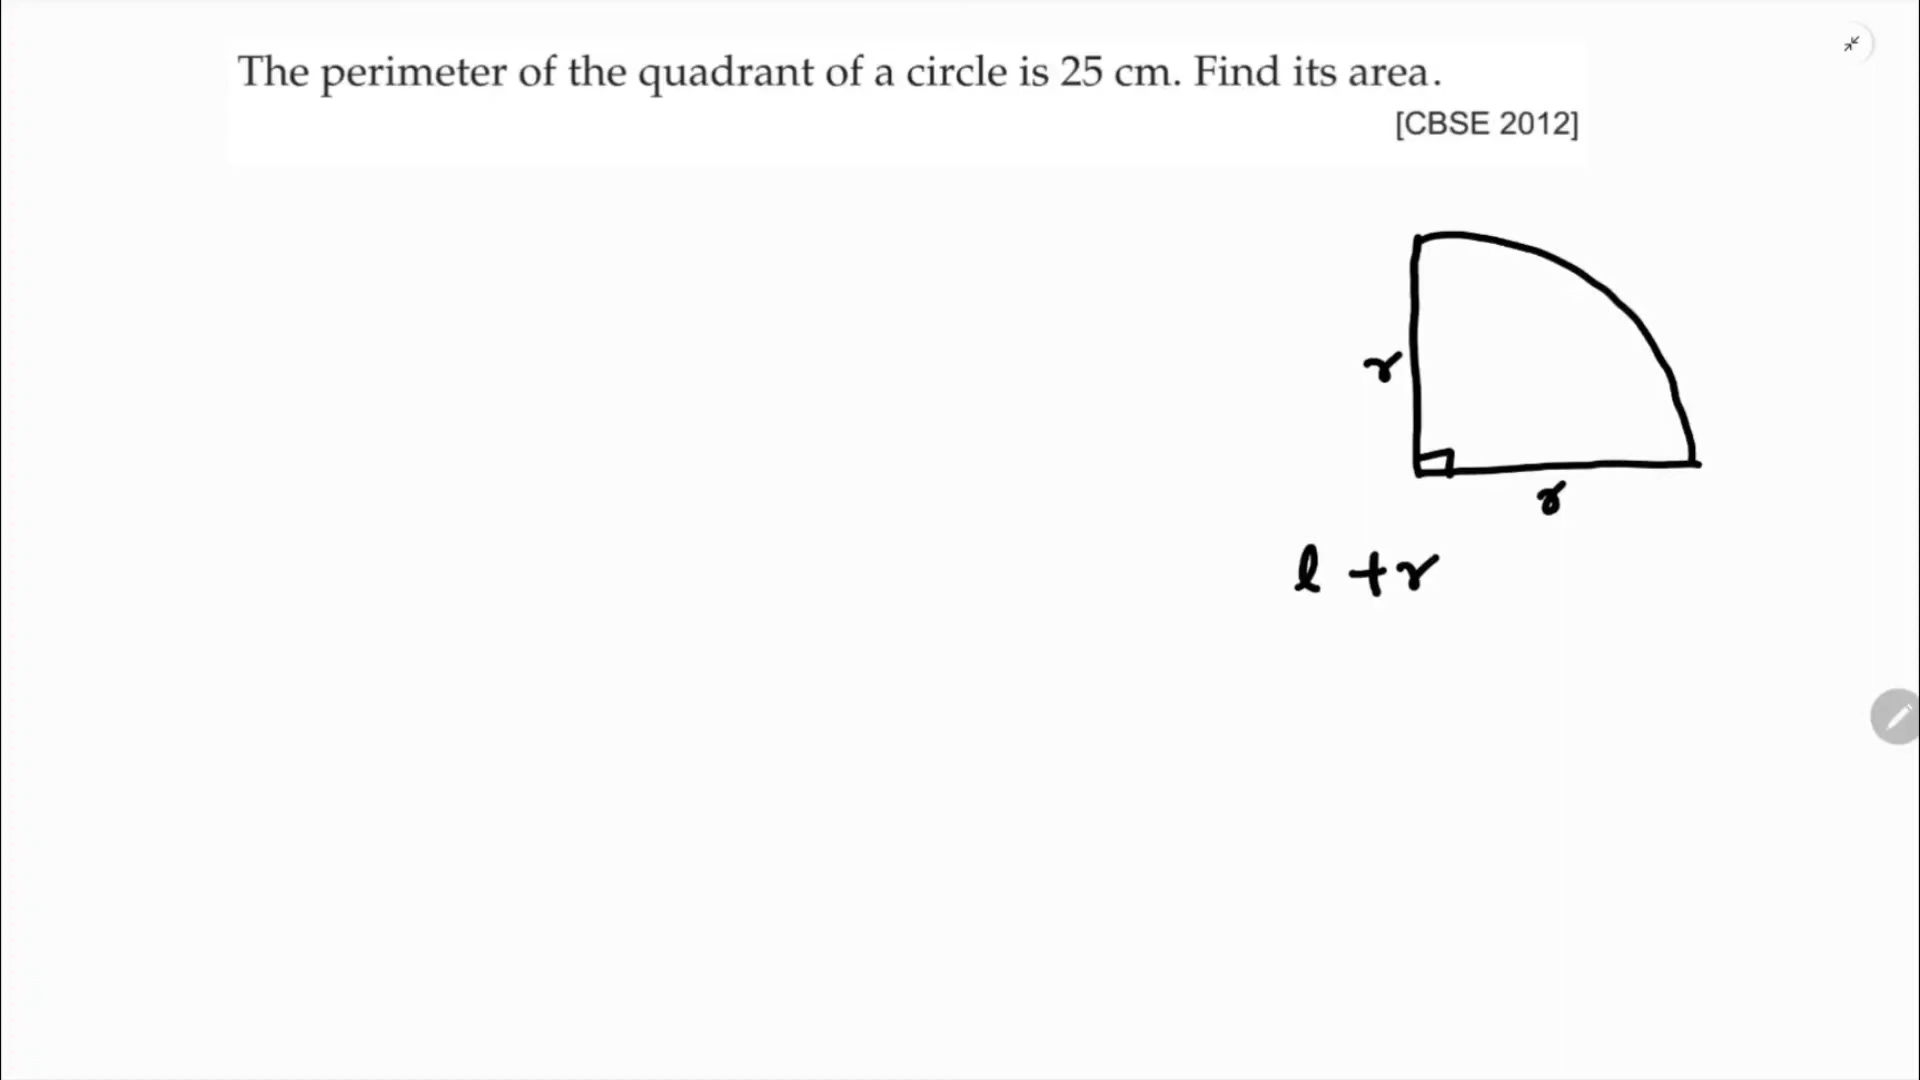 The perimeter of the quadrant of a circle is 25 cm. Find its area.
[CBSE 2012]
r
r
l + r